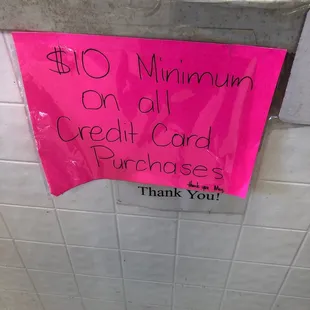 $10 Minimum
on all
Credit Card
Purchases
Thank You!